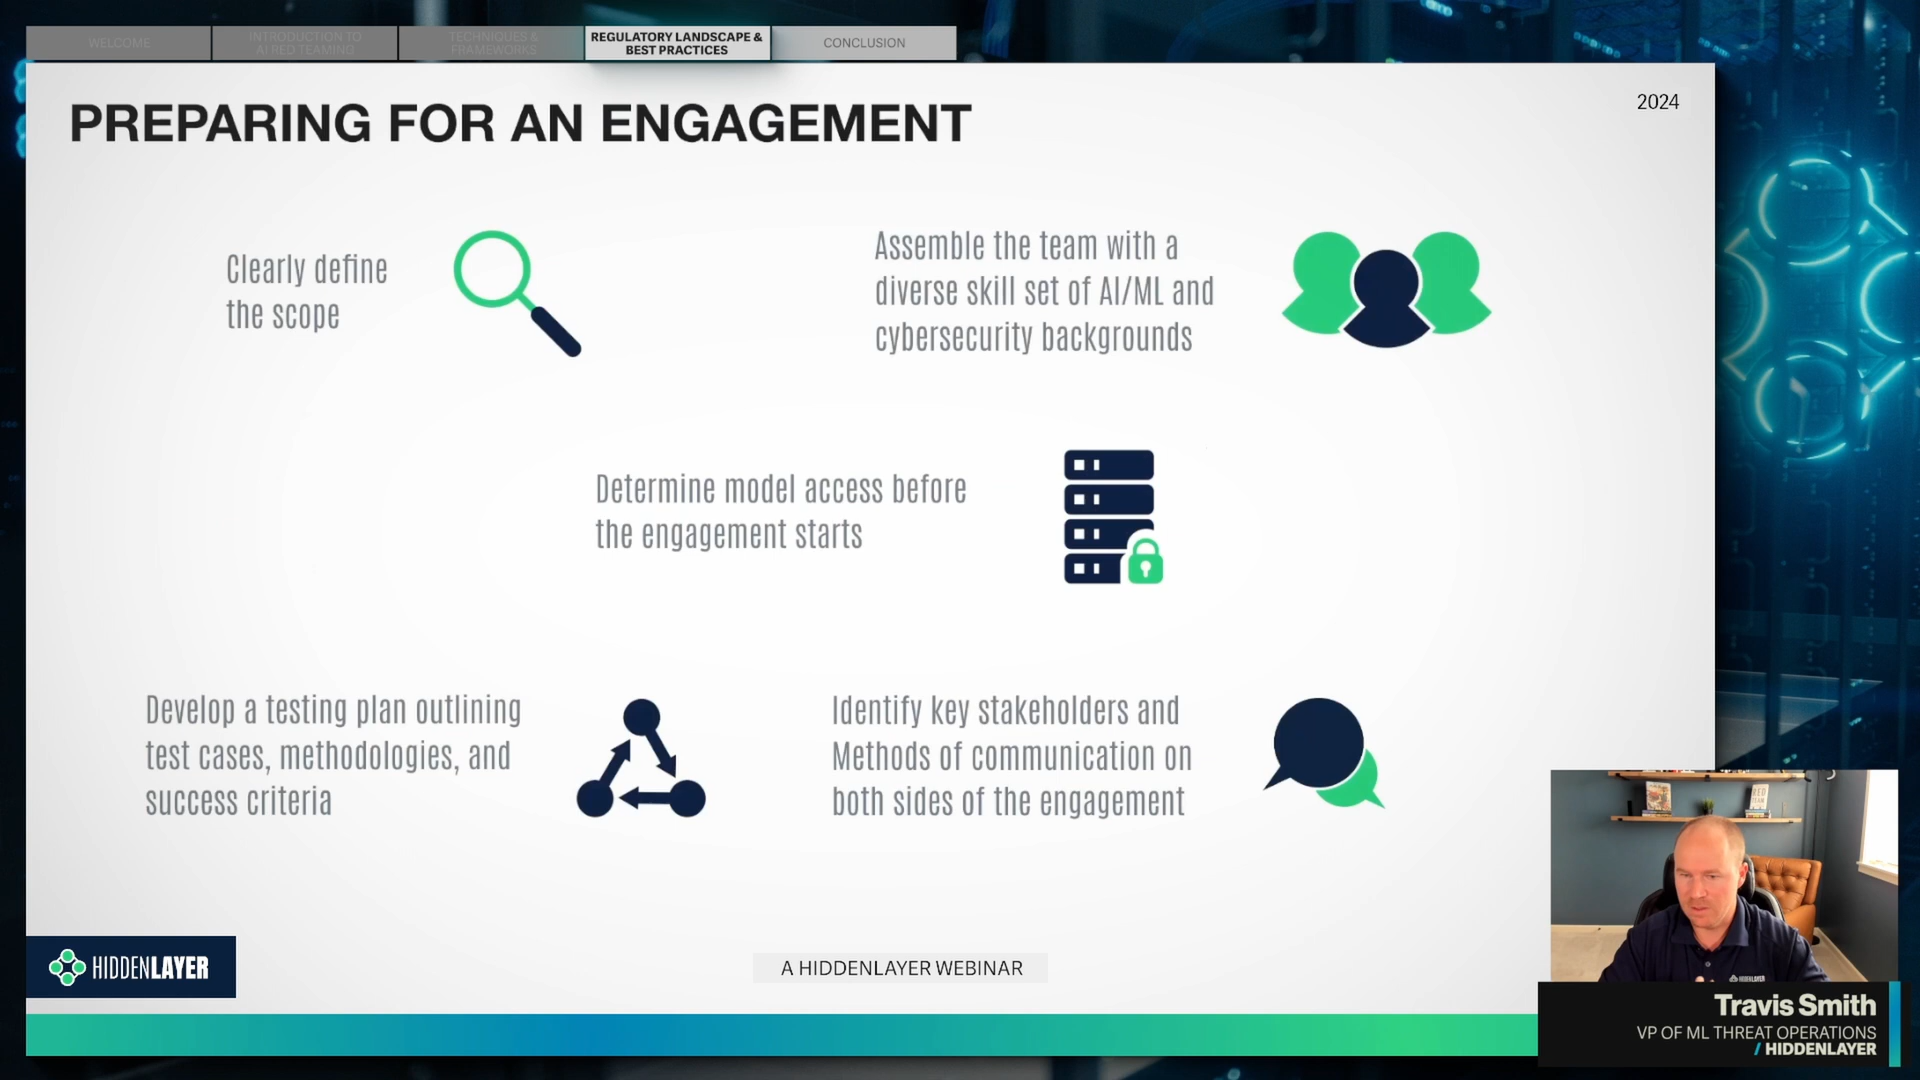 WELCOME
INTRODUCTION TO
AI RED TEAMING
TECHNIQUES &
FRAMEWORKS
REGULATORY LANDSCAPE &
BEST PRACTICES
CONCLUSION
PREPARING FOR AN ENGAGEMENT
2024
Clearly define
the scope
Assemble the team with a
diverse skill set of AI/ML and
cybersecurity backgrounds
Determine model access before
the engagement starts
Develop a testing plan outlining
test cases, methodologies, and
success criteria
Identify key stakeholders and
Methods of communication on
both sides of the engagement
RED
TEAM
HIDDENLAYER
HIDDENLAYER
A HIDDENLAYER WEBINAR
Travis Smith
VP OF ML THREAT OPERATIONS
/ HIDDENLAYER